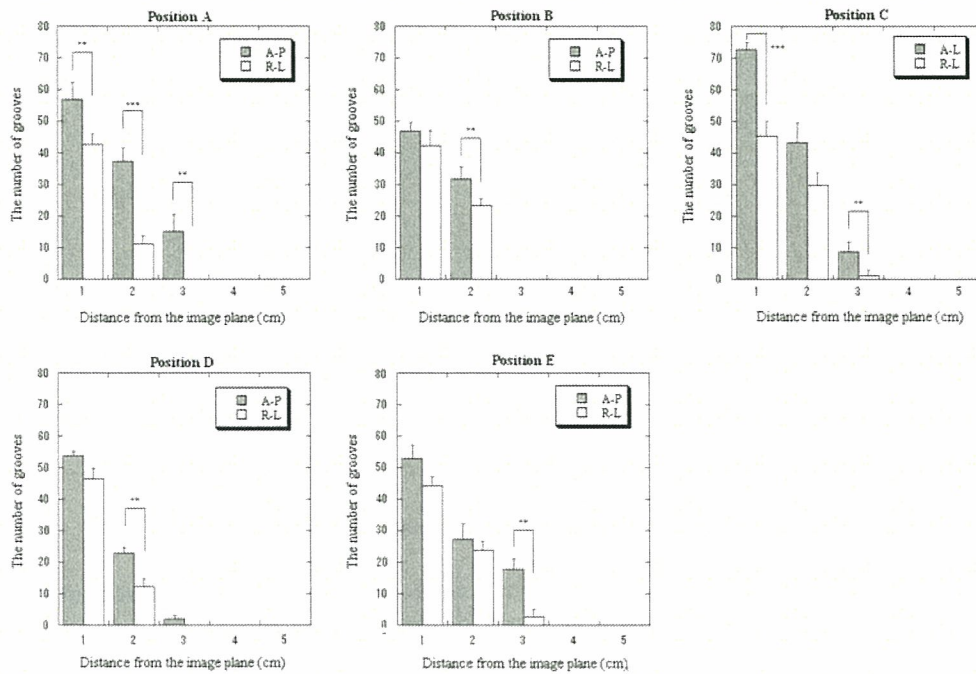 Position A
80
70
60
50
40
30
20
10
0
The number of grooves
A-P
R-L
**
***
**
1 2 3 4 5
Distance from the image plane (cm)
Position B
80
70
60
50
40
30
20
10
0
The number of grooves
A-P
R-L
**
1 2 3 4 5
Distance from the image plane (cm)
Position C
80
70
60
50
40
30
20
10
0
The number of grooves
A-L
R-L
***
**
1 2 3 4 5
Distance from the image plane (cm)
Position D
80
70
60
50
40
30
20
10
0
The number of grooves
A-P
R-L
**
1 2 3 4 5
Distance from the image plane (cm)
Position E
80
70
60
50
40
30
20
10
0
The number of grooves
A-P
R-L
**
1 2 3 4 5
Distance from the image plane (cm)